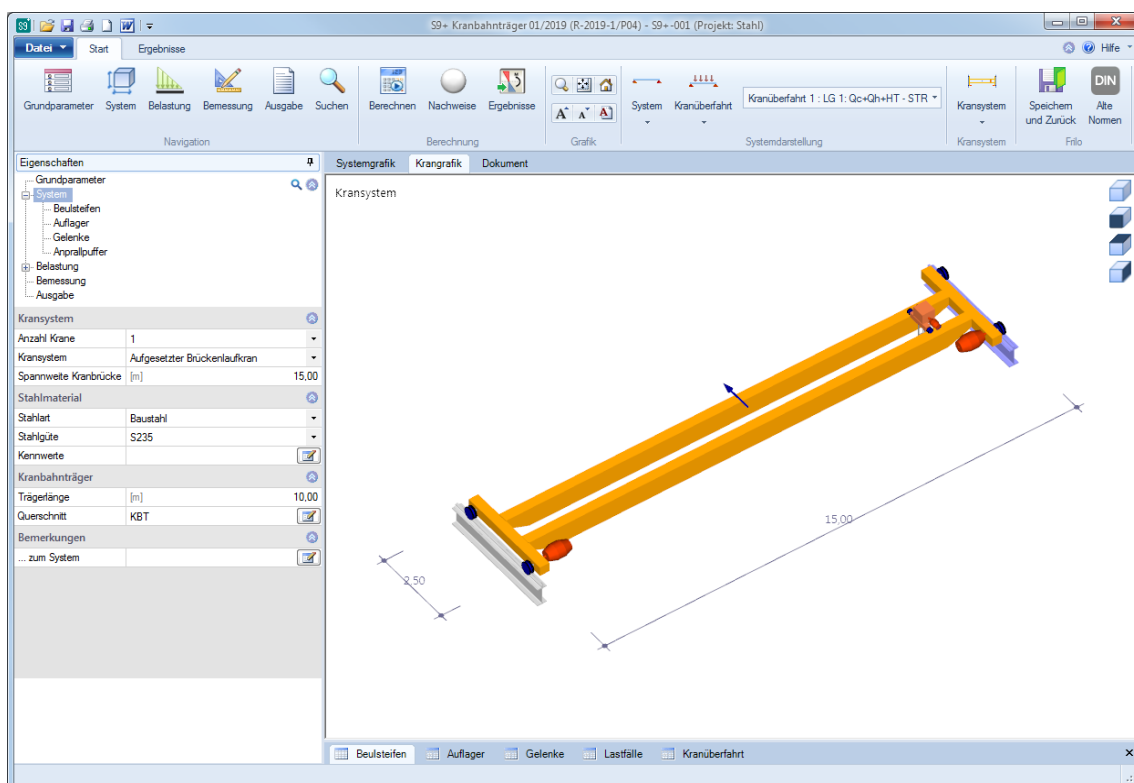 S9 S9+ Kranbahnträger 01/2019 (R-2019-1/P04) - S9+-001 (Projekt: Stahl)
Datei Start Ergebnisse Hilfe
Grundparameter System Belastung Bemessung Ausgabe Suchen Berechnen Nachweise Ergebnisse System Kranüberfahrt Kranüberfahrt 1 : LG 1: Qc+Qh+HT - STR Kransystem Speichern und Zurück DIN Alte Normen
Navigation Berechnung Grafik Systemdarstellung Kransystem Frilo
Eigenschaften Systemgrafik Krangrafik Dokument
Grundparameter
System
Beulsteifen
Auflager
Gelenke
Anprallpuffer
Belastung
Bemessung
Ausgabe
Kransystem
Anzahl Krane 1
Kransystem Aufgesetzter Brückenlaufkran
Spannweite Kranbrücke [m] 15,00
Stahlmaterial
Stahlart Baustahl
Stahlgüte S235
Kennwerte
Kranbahnträger
Trägerlänge [m] 10,00
Querschnitt KBT
Bemerkungen
... zum System
Kransystem
15,00
2,50
Beulsteifen Auflager Gelenke Lastfälle Kranüberfahrt